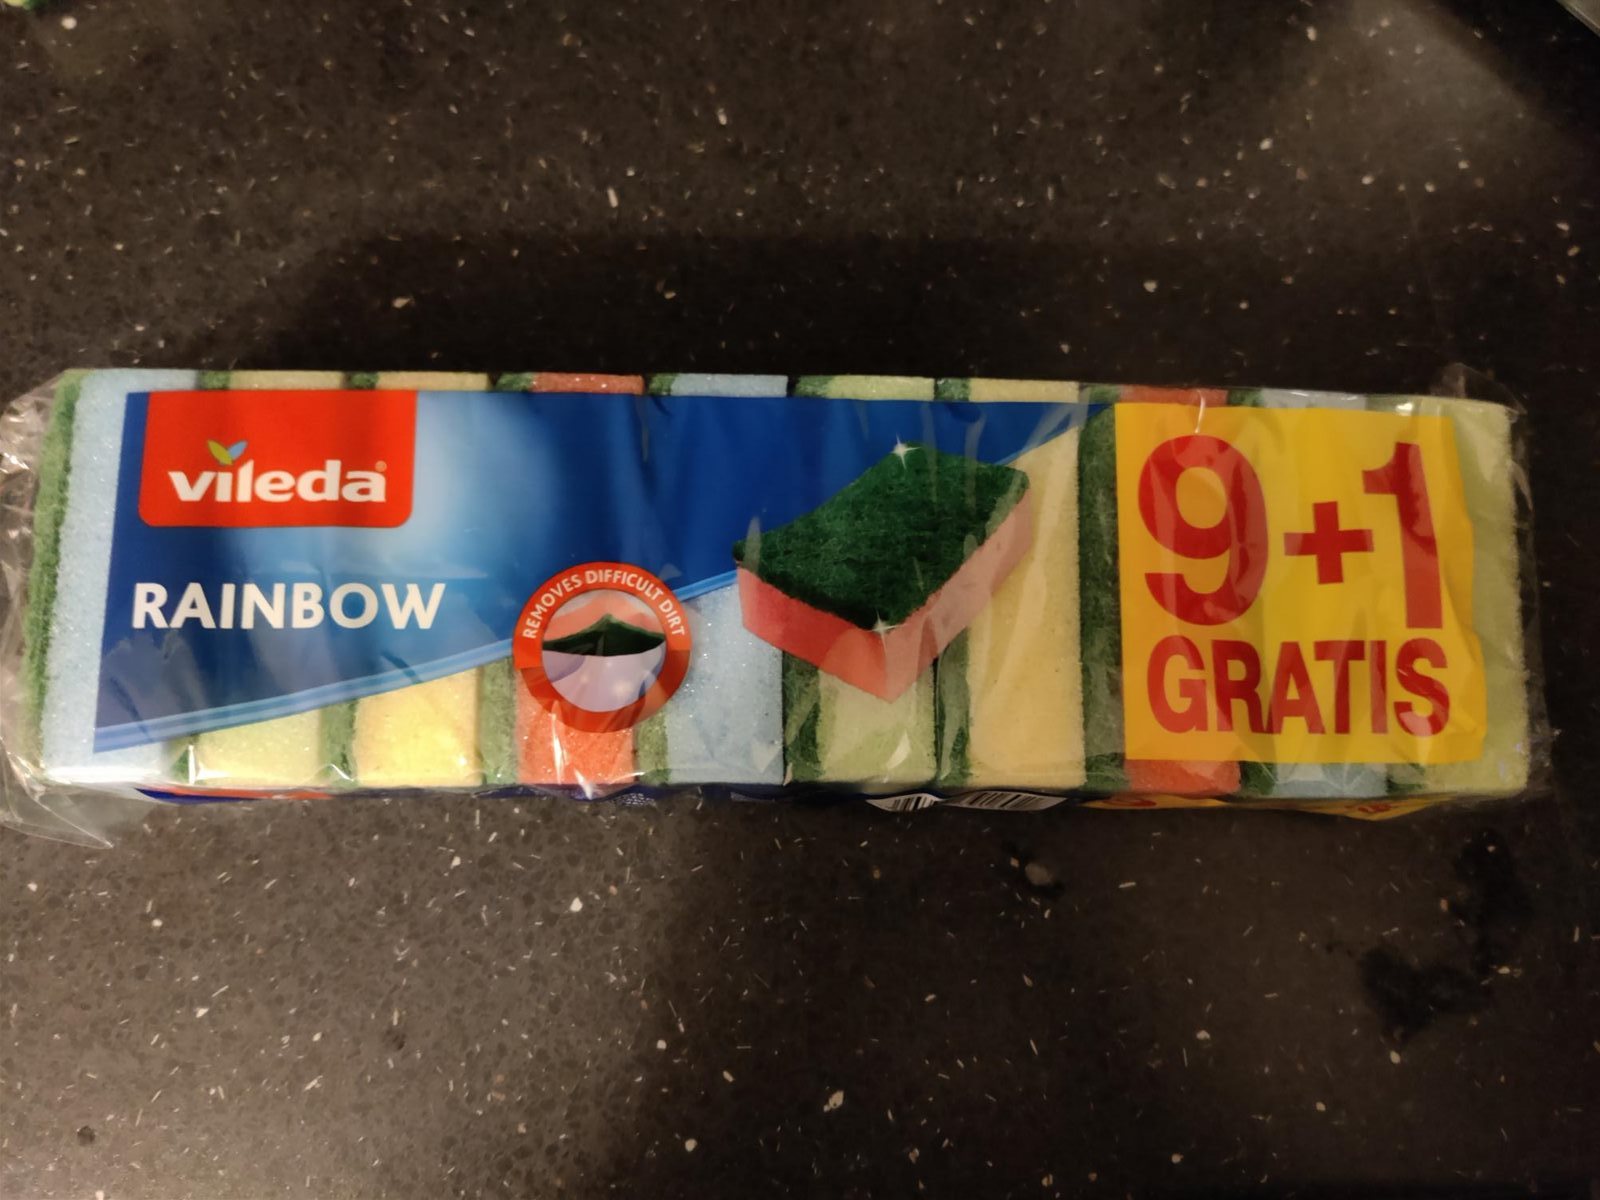 vileda®
RAINBOW
REMOVES DIFFICULT DIRT
9+1
GRATIS